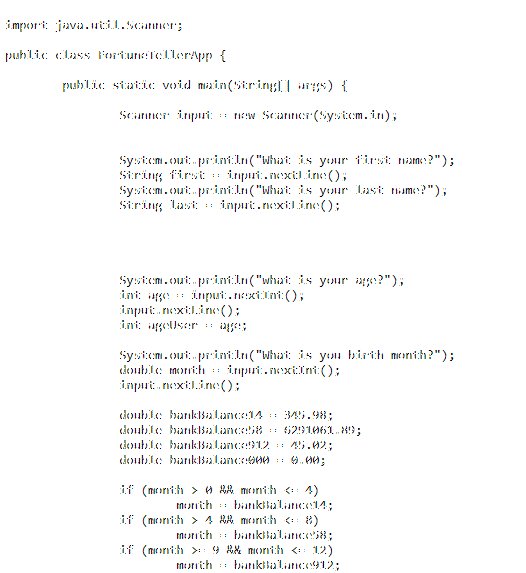 import java.util.Scanner;
public class FortuneTellerApp {
public static void main(String[] args) {
Scanner input = new Scanner(System.in);
System.out.println("What is your first name?");
String first = input.nextLine();
System.out.println("What is your last name?");
String last = input.nextLine();
System.out.println("what is your age?");
int age = input.nextInt();
input.nextLine();
int ageUser = age;
System.out.println("What is you birth month?");
double month = input.nextInt();
input.nextLine();
double bankBalance14 = 345.98;
double bankBalance58 = 6291061.89;
double bankBalance912 = 45.02;
double bankBalance000 = 0.00;
if (month > 0 && month <= 4)
month = bankBalance14;
if (month > 4 && month <= 8)
month = bankBalance58;
if (month >= 9 && month <= 12)
month = bankBalance912;